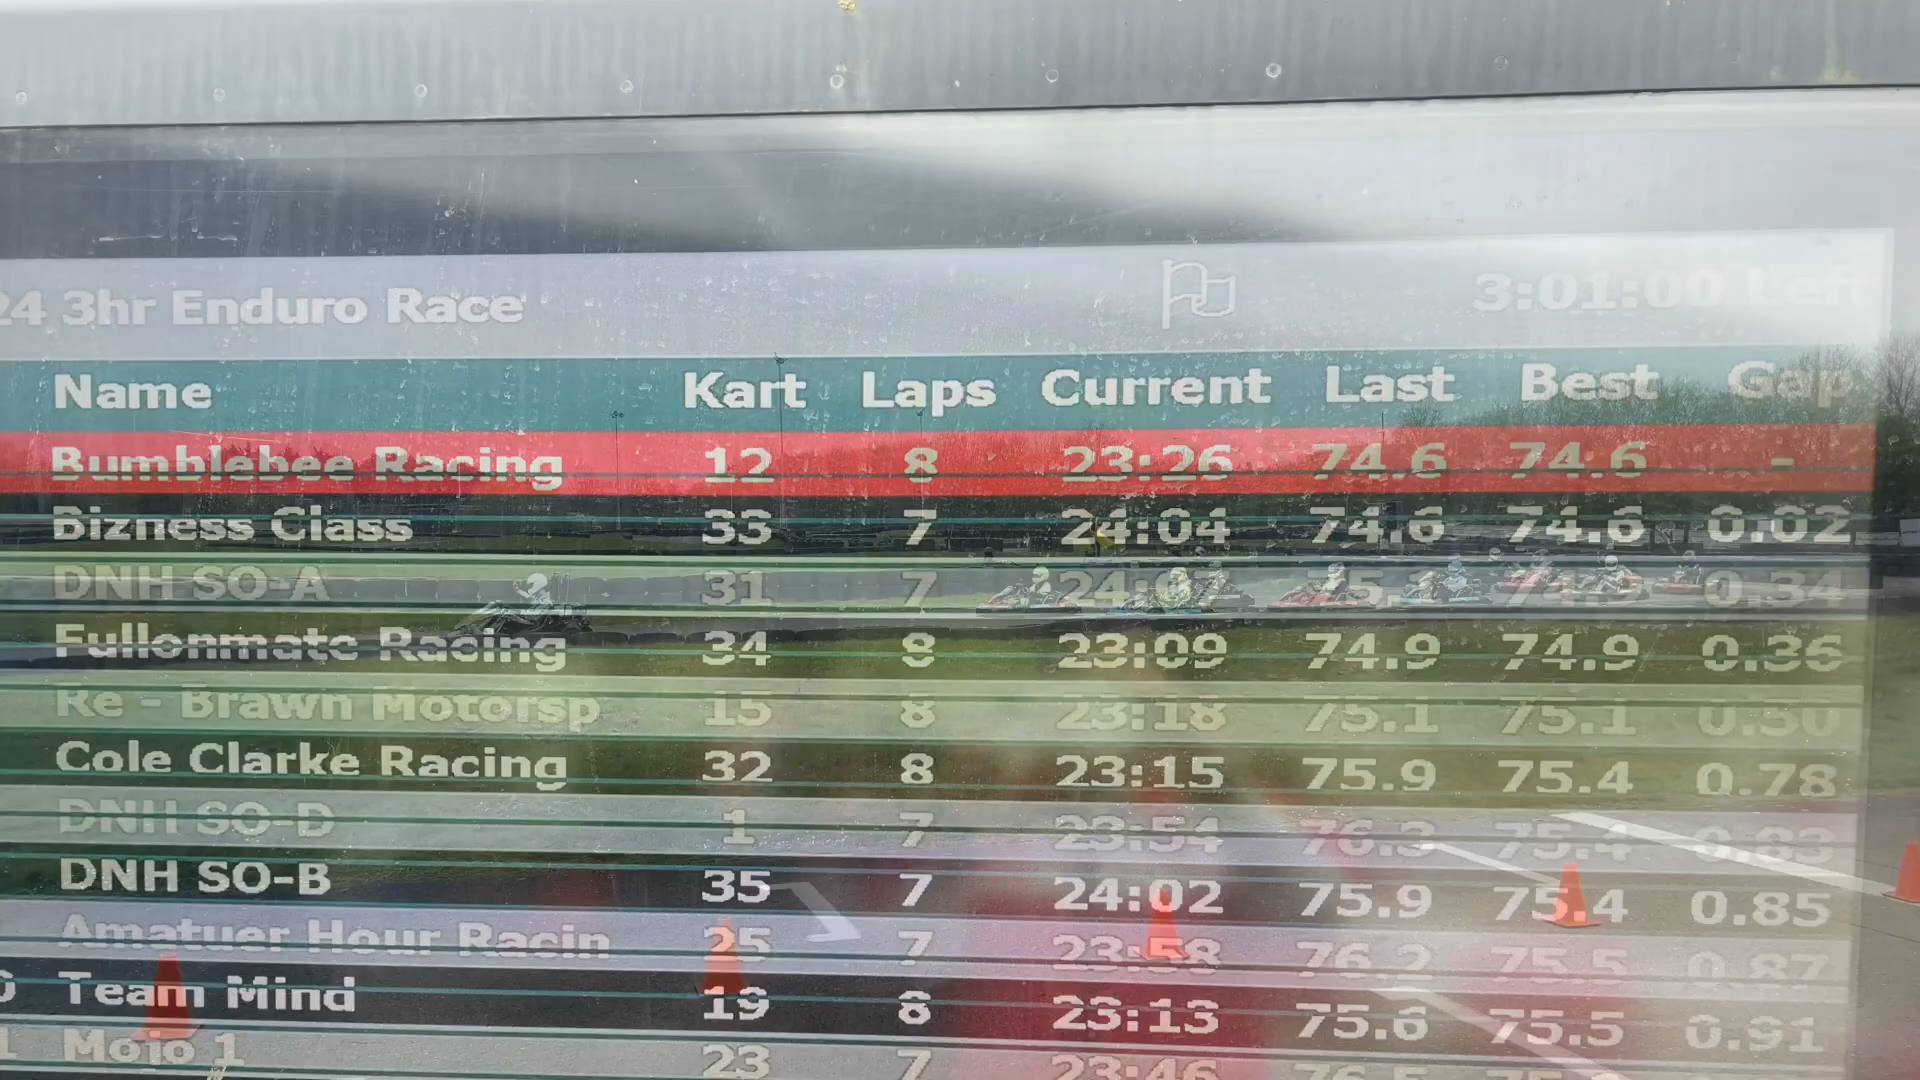 24 3hr Enduro Race 3:01:00 Left
Name Kart Laps Current Last Best Gap
Bumblebee Racing 12 8 23:26 74.6 74.6 -
Bizness Class 33 7 24:04 74.6 74.6 0.02
DNH SO-A 31 7 0.34
Fullonmate Racing 34 8 23:09 74.9 74.9 0.36
Re - Brawn Motorsp 15 8 23:18 75.1 75.1 0.50
Cole Clarke Racing 32 8 23:15 75.9 75.4 0.78
DNH SO-D 1 7 23:54 76.3 75.4 0.83
DNH SO-B 35 7 24:02 75.9 75.4 0.85
Amatuer Hour Racin 25 7 23:58 76.2 75.5 0.87
0 Team Mind 19 8 23:13 75.6 75.5 0.91
1 Mojo 1 23 7 23:46